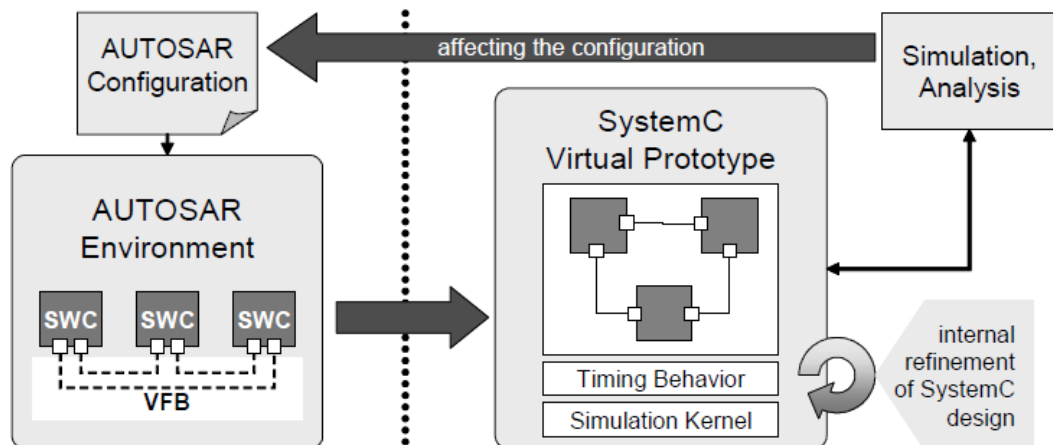 AUTOSAR
Configuration
affecting the configuration
Simulation,
Analysis
AUTOSAR
Environment
SWC
SWC
SWC
VFB
SystemC
Virtual Prototype
Timing Behavior
Simulation Kernel
internal
refinement
of SystemC
design